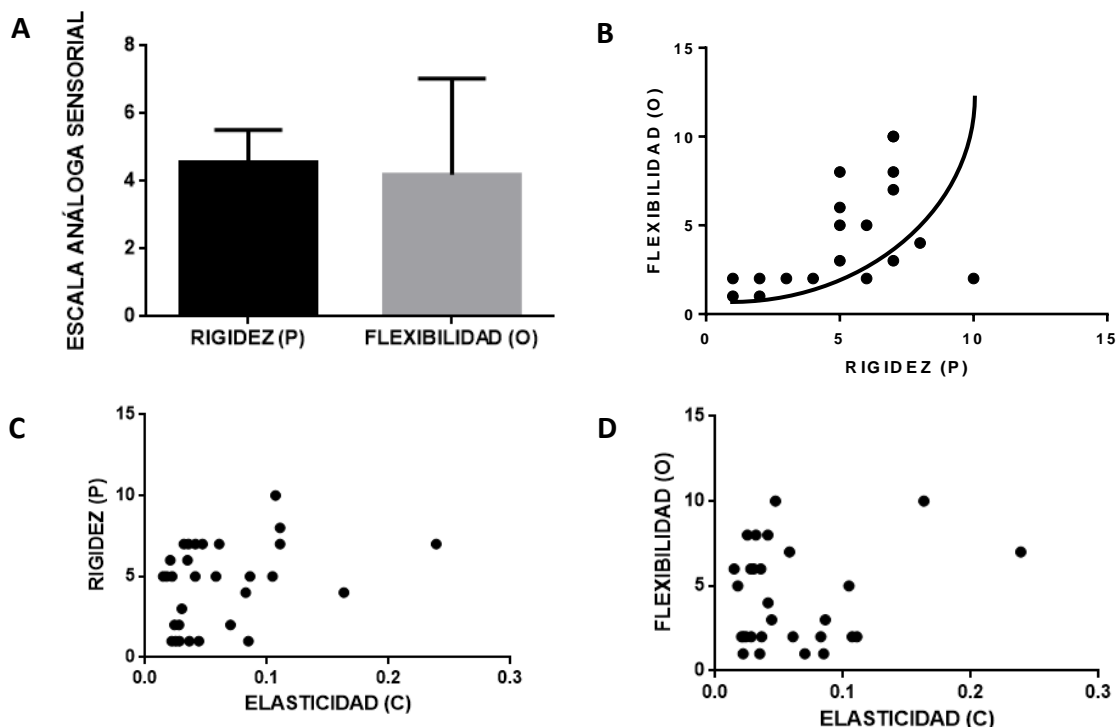 A
ESCALA ANÁLOGA SENSORIAL
8
6
4
2
0
RIGIDEZ (P)
FLEXIBILIDAD (O)
B
FLEXIBILIDAD (O)
15
10
5
0
0
5
10
15
RIGIDEZ (P)
C
RIGIDEZ (P)
15
10
5
0
0.0
0.1
0.2
0.3
ELASTICIDAD (C)
D
FLEXIBILIDAD (O)
15
10
5
0
0.0
0.1
0.2
0.3
ELASTICIDAD (C)